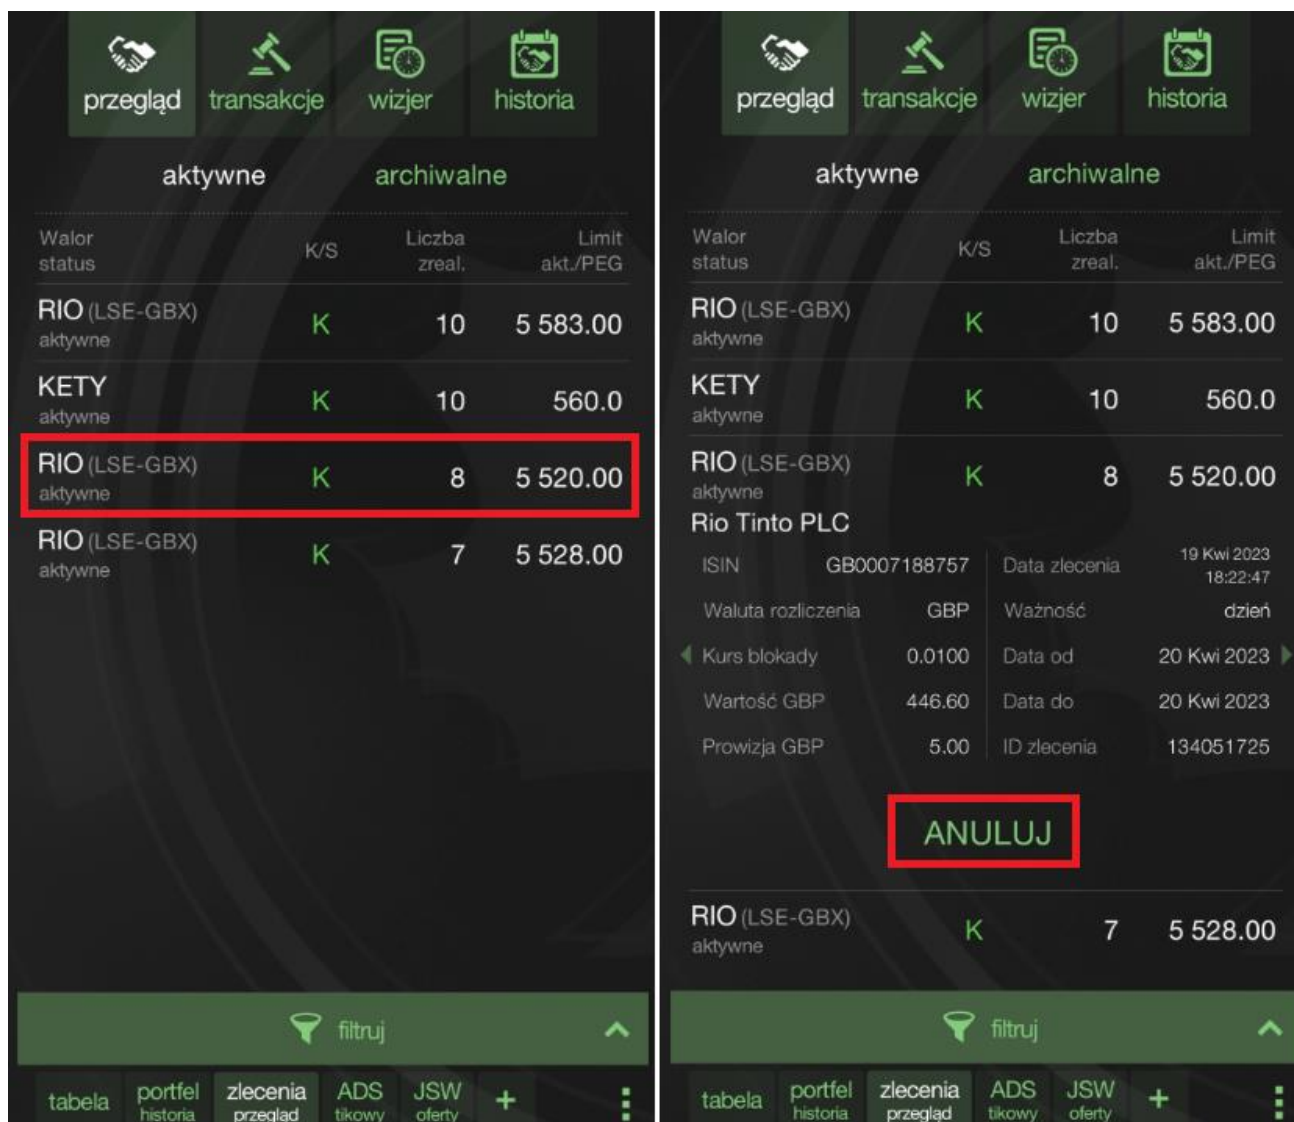 przegląd transakcje wizjer historia
aktywne archiwalne
Walor status K/S Liczba zreal. Limit akt./PEG
RIO (LSE-GBX) K 10 5 583.00
aktywne
KETY K 10 560.0
aktywne
RIO (LSE-GBX) K 8 5 520.00
aktywne
RIO (LSE-GBX) K 7 5 528.00
aktywne
filtruj
tabela portfel historia zlecenia przegląd ADS tikowy JSW oferty +
przegląd transakcje wizjer historia
aktywne archiwalne
Walor status K/S Liczba zreal. Limit akt./PEG
RIO (LSE-GBX) K 10 5 583.00
aktywne
KETY K 10 560.0
aktywne
RIO (LSE-GBX) K 8 5 520.00
aktywne
Rio Tinto PLC
ISIN GB0007188757 Data zlecenia 19 Kwi 2023 18:22:47
Waluta rozliczenia GBP Ważność dzień
Kurs blokady 0.0100 Data od 20 Kwi 2023
Wartość GBP 446.60 Data do 20 Kwi 2023
Prowizja GBP 5.00 ID zlecenia 134051725
ANULUJ
RIO (LSE-GBX) K 7 5 528.00
aktywne
filtruj
tabela portfel historia zlecenia przegląd ADS tikowy JSW oferty +